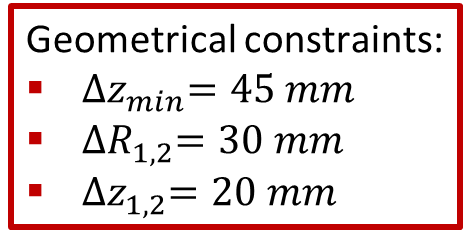 Geometrical constraints:
▪ Δz_min = 45 mm
▪ ΔR_1,2 = 30 mm
▪ Δz_1,2 = 20 mm